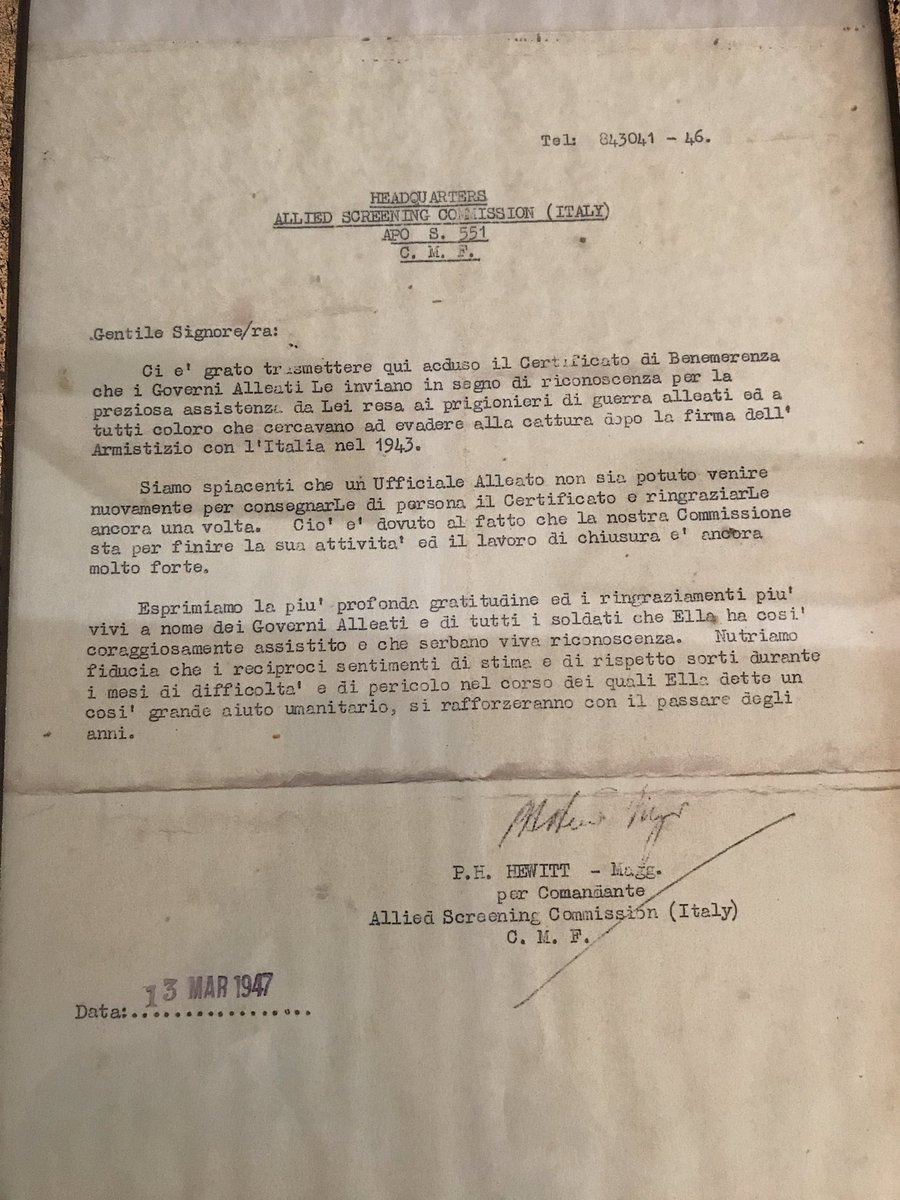 Tel: 843041 - 46.
HEADQUARTERS
ALLIED SCREENING COMMISSION (ITALY)
APO S. 551
C. M. F.
-
Gentile Signore/ra:
Ci e' grato trasmettere qui acduso il Certificato di Benemerenza
che i Governi Alleati Le inviano in segno di riconoscenza per la
preziosa assistenza da Lei resa ai prigionieri di guerra alleati ed a
tutti coloro che cercavano ad evadere alla cattura dopo la firma dell'
Armistizio con l'Italia nel 1943.
Siamo spiacenti che un Ufficiale Alleato non sia potuto venire
nuovamente per consegnarLe di persona il Certificato e ringraziarLe
ancora una volta. Cio' e' dovuto al fatto che la nostra Commissione
sta per finire la sua attivita' ed il lavoro di chiusura e' ancora
molto forte.
Esprimiamo la piu' profonda gratitudine ed i ringraziamenti piu'
vivi a nome dei Governi Alleati e di tutti i soldati che Ella ha cosi'
coraggiosamente assistito e che serbano viva riconoscenza. Nutriamo
fiducia che i reciproci sentimenti di stima e di rispetto sorti durante
i mesi di difficolta' e di pericolo nel corso dei quali Ella dette un
cosi' grande aiuto umanitario, si rafforzeranno con il passare degli
anni.
P.H. HEWITT - Magg.
per Comandante
Allied Screening Commission (Italy)
C. M. F.
Data:.................. 13 MAR 1947